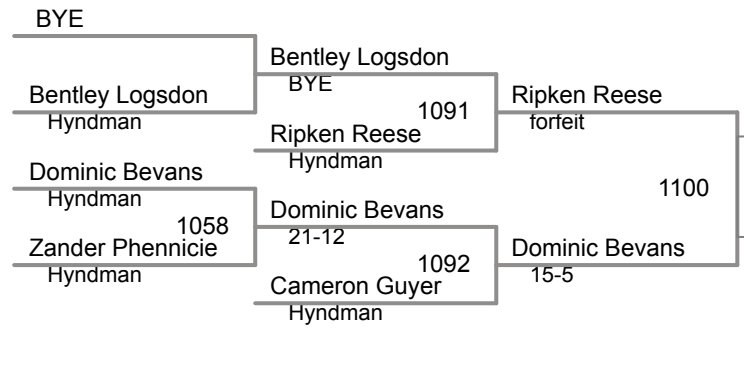 BYE
Bentley Logsdon
Hyndman
Dominic Bevans
Hyndman
1058
Zander Phennicie
Hyndman
Bentley Logsdon
BYE
1091
Ripken Reese
Hyndman
Dominic Bevans
21-12
1092
Cameron Guyer
Hyndman
Ripken Reese
forfeit
1100
Dominic Bevans
15-5